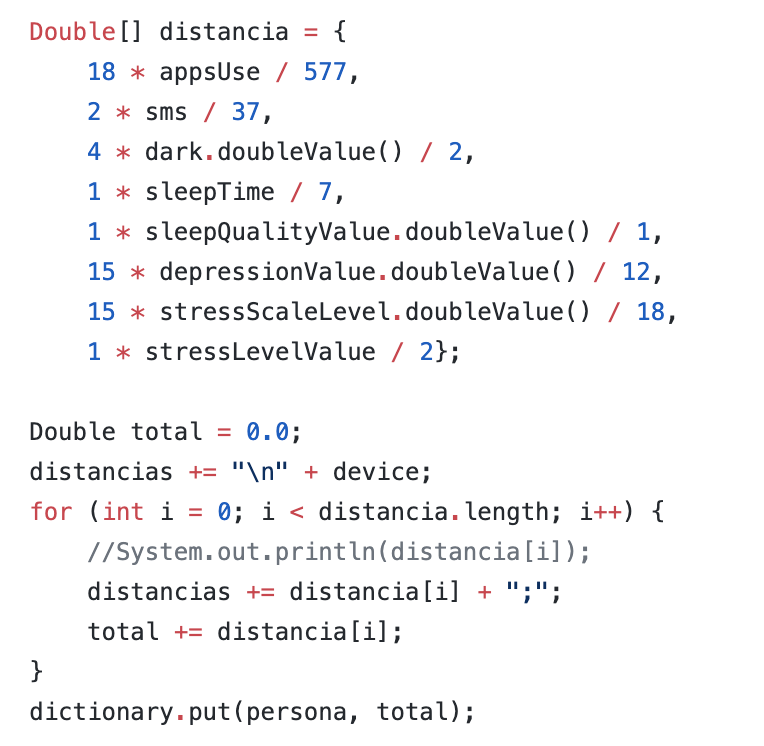 Double[] distancia = {
    18 * appsUse / 577,
    2 * sms / 37,
    4 * dark.doubleValue() / 2,
    1 * sleepTime / 7,
    1 * sleepQualityValue.doubleValue() / 1,
    15 * depressionValue.doubleValue() / 12,
    15 * stressScaleLevel.doubleValue() / 18,
    1 * stressLevelValue / 2};

Double total = 0.0;
distancias += "\n" + device;
for (int i = 0; i < distancia.length; i++) {
    //System.out.println(distancia[i]);
    distancias += distancia[i] + ";";
    total += distancia[i];
}
dictionary.put(persona, total);